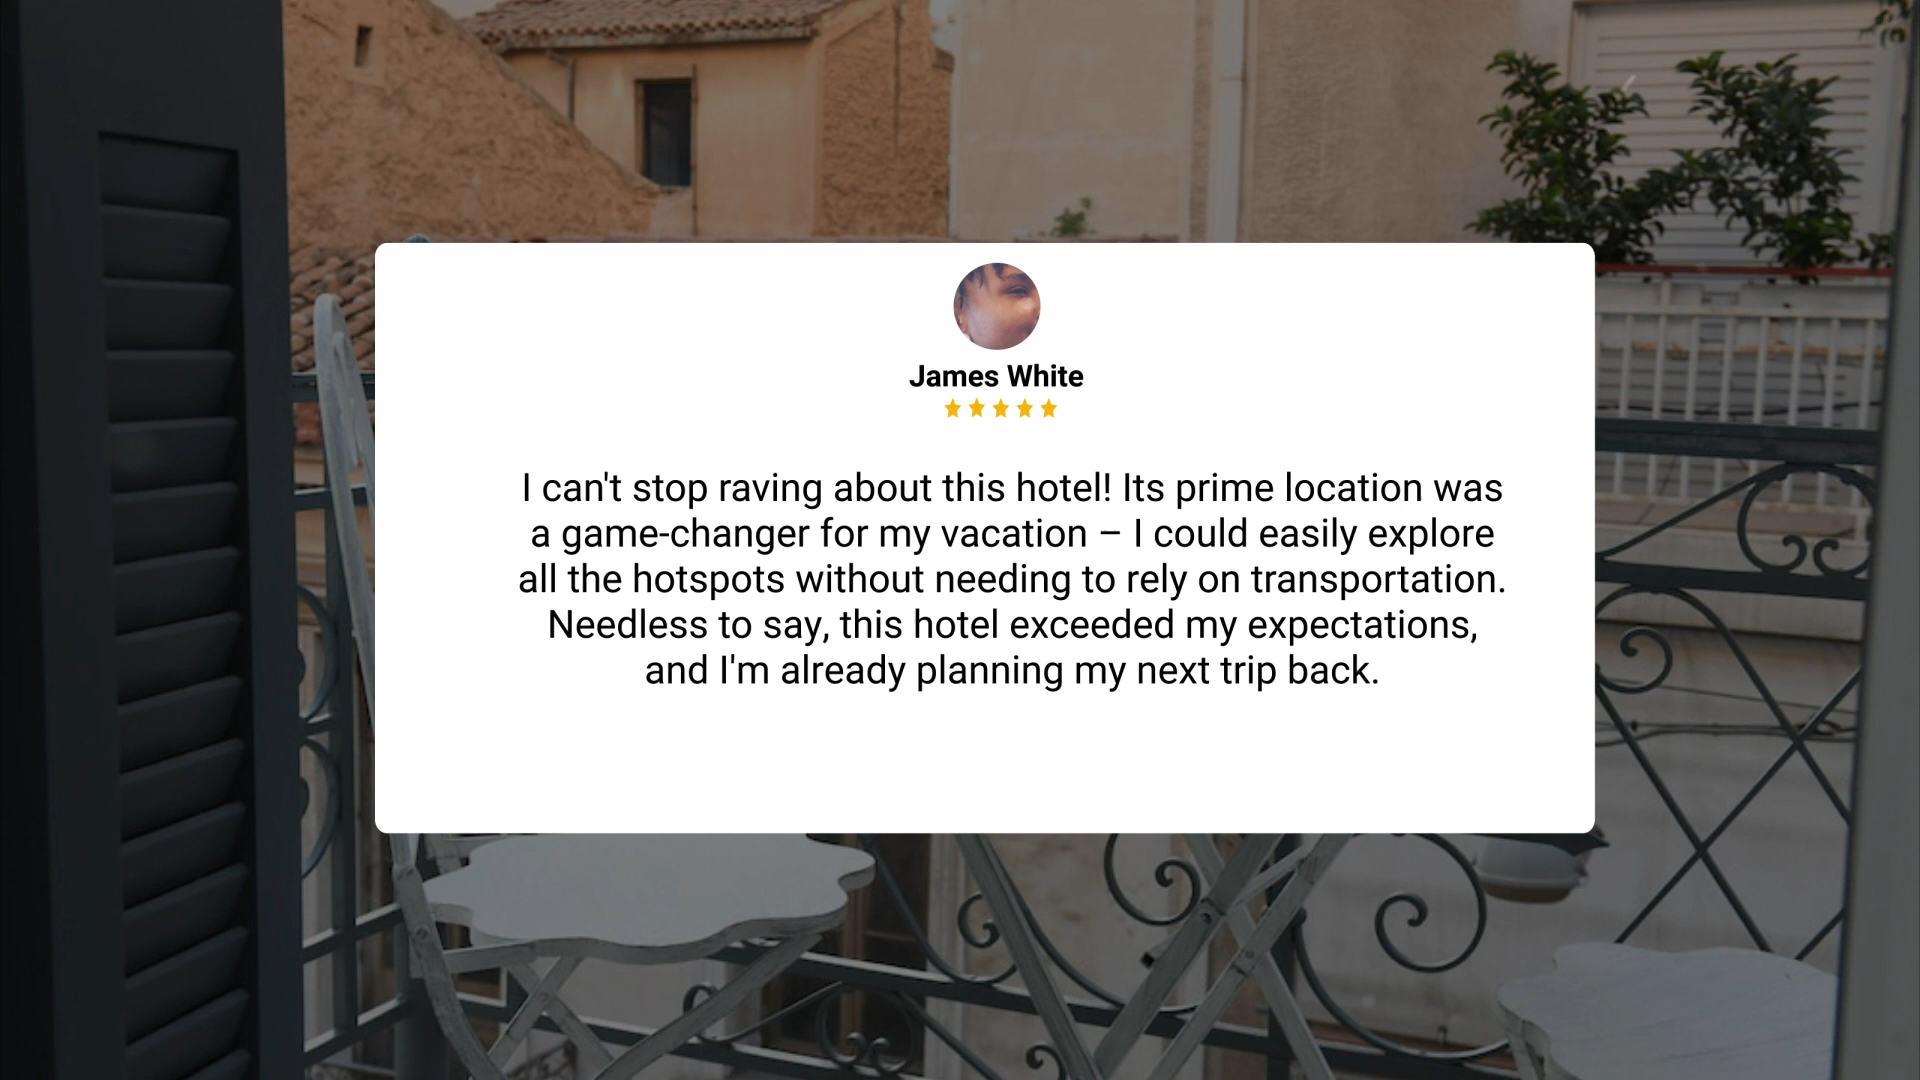 James White
I can't stop raving about this hotel! Its prime location was
a game-changer for my vacation – I could easily explore
all the hotspots without needing to rely on transportation.
Needless to say, this hotel exceeded my expectations,
and I'm already planning my next trip back.